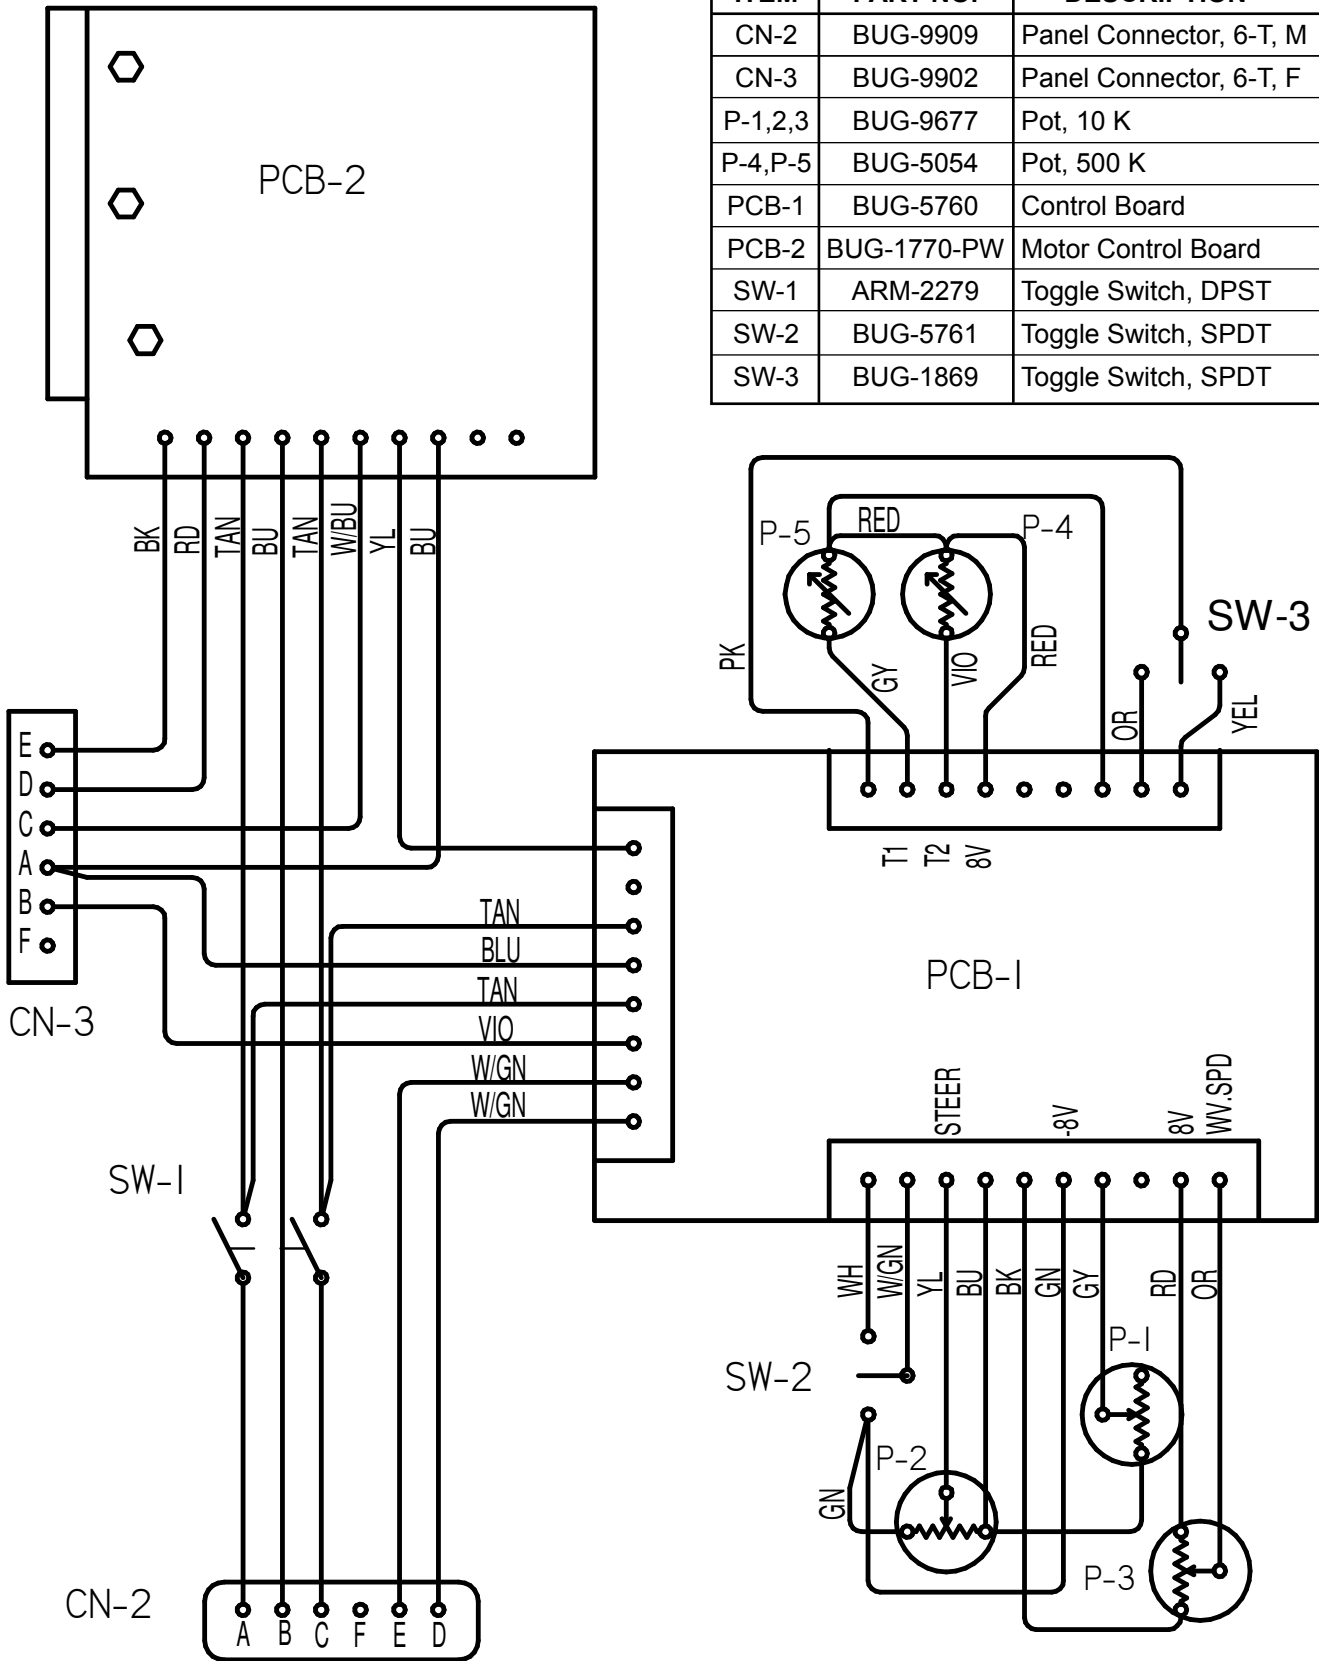 ITEM PART NO. DESCRIPTION
CN-2 BUG-9909 Panel Connector, 6-T, M
CN-3 BUG-9902 Panel Connector, 6-T, F
P-1,2,3 BUG-9677 Pot, 10 K
P-4,P-5 BUG-5054 Pot, 500 K
PCB-1 BUG-5760 Control Board
PCB-2 BUG-1770-PW Motor Control Board
SW-1 ARM-2279 Toggle Switch, DPST
SW-2 BUG-5761 Toggle Switch, SPDT
SW-3 BUG-1869 Toggle Switch, SPDT
PCB-2
BK RD TAN BU TAN W/BU YL BU
P-5 RED P-4
SW-3
PK GY VIO RED OR YEL
E
D
C
A
B
F
CN-3
T1 T2 8V
TAN
BLU
TAN
VIO
W/GN
W/GN
PCB-1
STEER -8V 8V WV.SPD
SW-1
WH W/GN YL BU BK GN GY RD OR
SW-2
P-1
P-2
GN
P-3
CN-2
A B C F E D